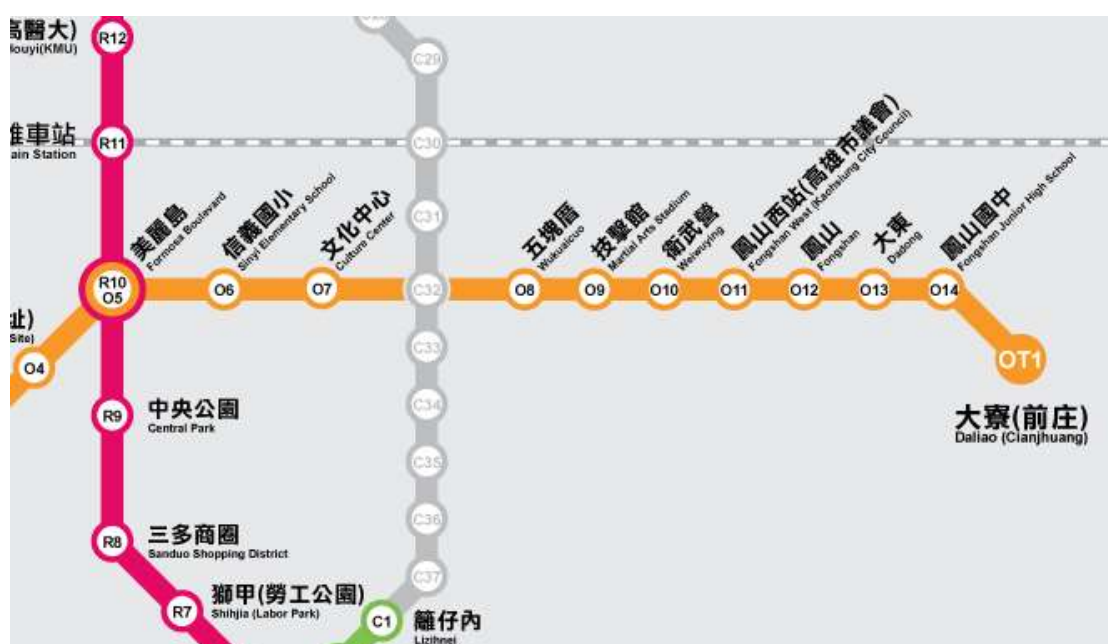 高醫大)
R12
Houyi(KMU)
C29
雄車站
R11
ain Station
C30
C31
美麗島
Formosa Boulevard
信義國小
Sinyi Elementary School
文化中心
Culture Center
五塊厝
Wukuaicuo
技擊館
Martial Arts Stadium
衛武營
Weiwuying
鳳山西站(高雄市議會)
Fongshan West (Kaohsiung City Council)
鳳山
Fongshan
大東
Dadong
鳳山國中
Fongshan Junior High School
R10
O5
O6
O7
C32
O8
O9
O10
O11
O12
O13
O14
址)
Site)
O4
C33
OT1
大寮(前庄)
Daliao (Cianjhuang)
R9
中央公園
Central Park
C34
C35
C36
R8
三多商圈
Sanduo Shopping District
C37
R7
獅甲(勞工公園)
Shihjia (Labor Park)
C1
籬仔內
Lizihnei